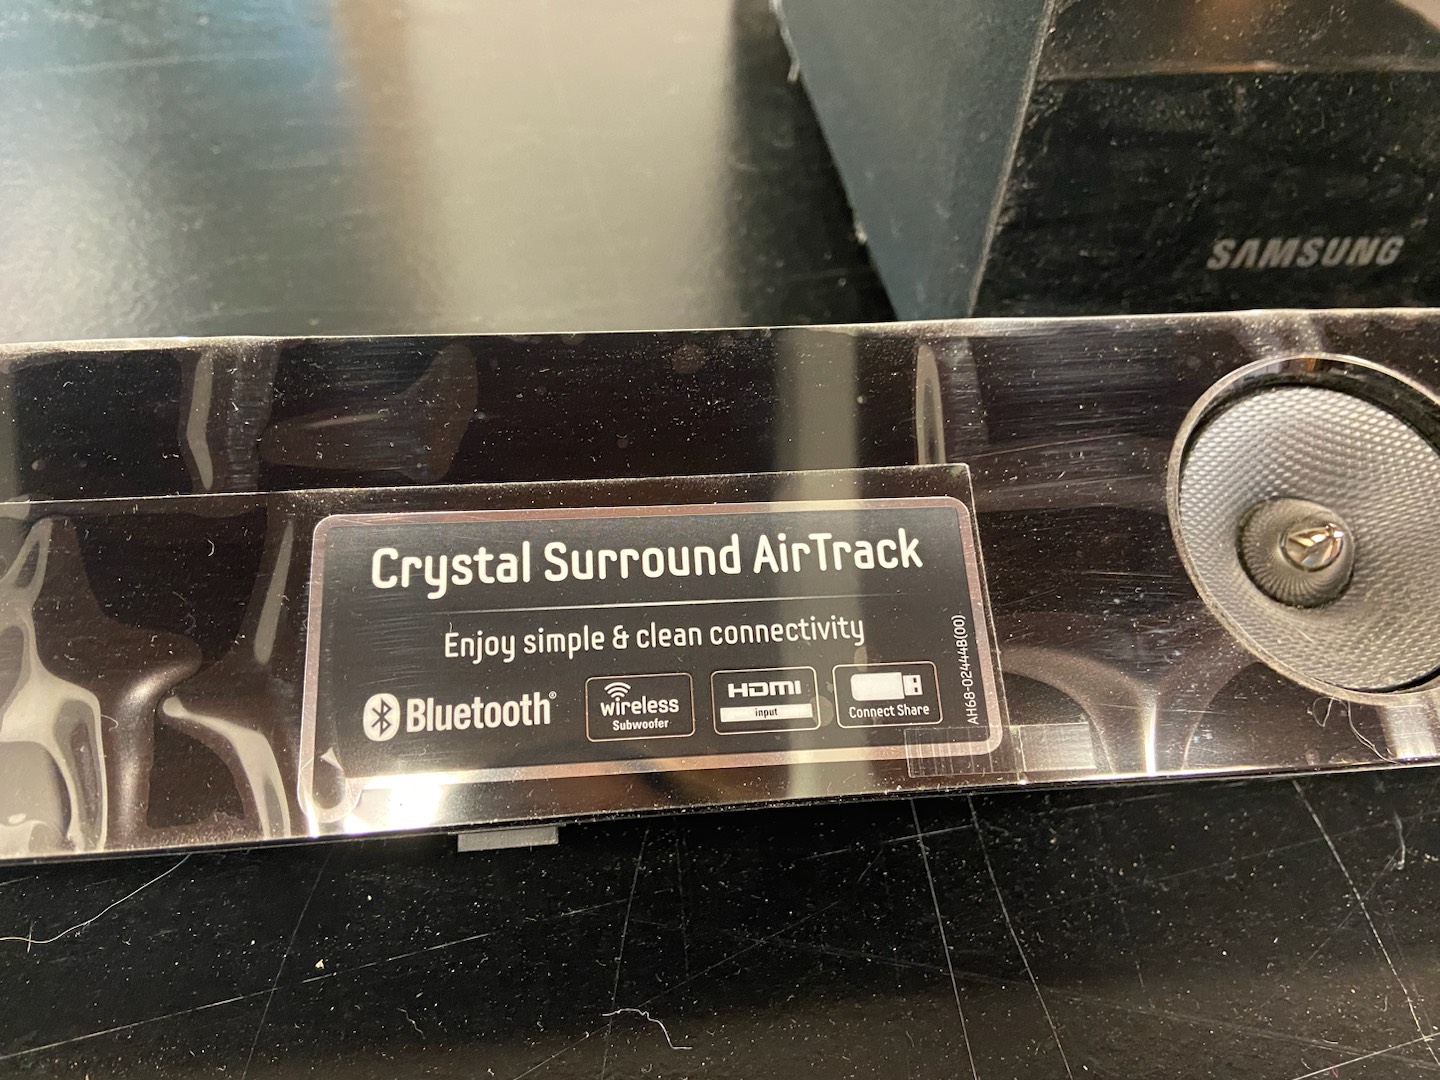 SAMSUNG
Crystal Surround AirTrack
Enjoy simple & clean connectivity
Bluetooth®
wireless
Subwoofer
HDMI
input
Connect Share
AH68-02444B(00)